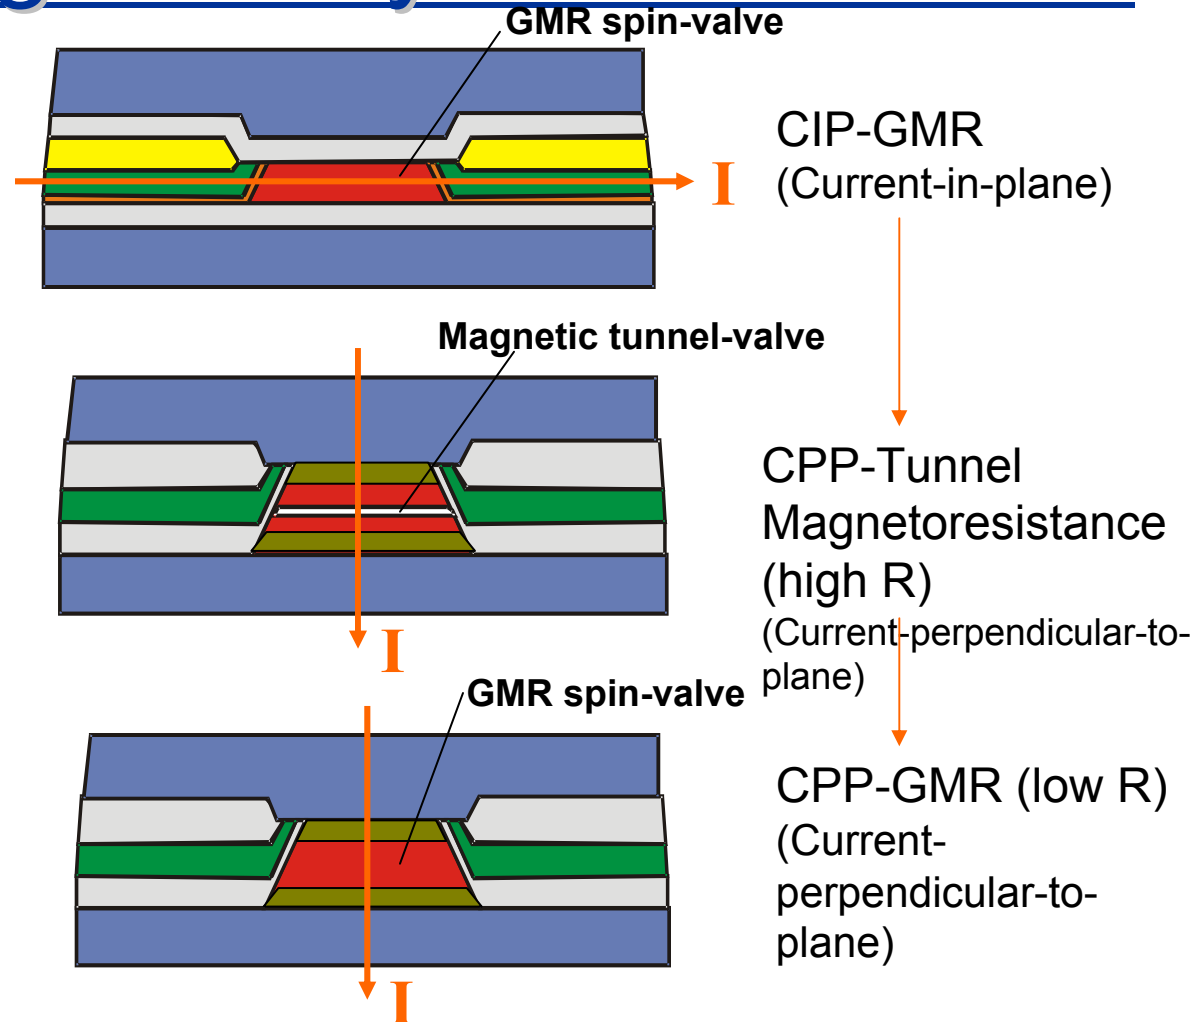 GMR spin-valve
CIP-GMR
(Current-in-plane)
I
Magnetic tunnel-valve
CPP-Tunnel
Magnetoresistance
(high R)
(Current-perpendicular-to-
plane)
I
GMR spin-valve
CPP-GMR (low R)
(Current-
perpendicular-to-
plane)
I